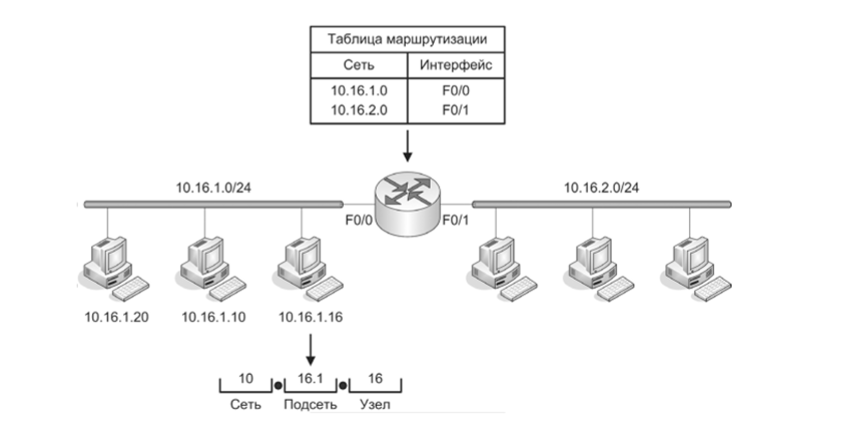 Таблица маршрутизации
Сеть Интерфейс
10.16.1.0 F0/0
10.16.2.0 F0/1
10.16.1.0/24 10.16.2.0/24
F0/0 F0/1
10.16.1.20 10.16.1.10 10.16.1.16
10 . 16.1 . 16
Сеть Подсеть Узел